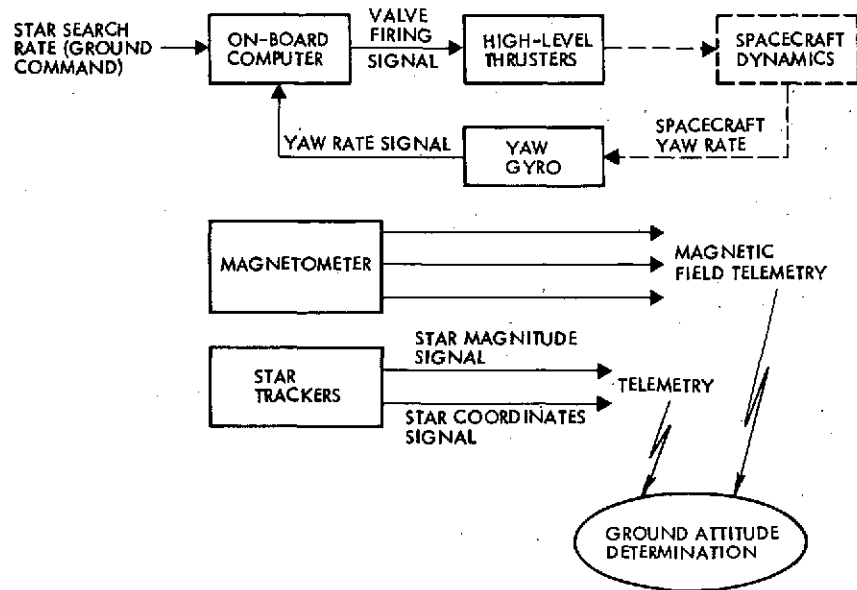 STAR SEARCH
RATE (GROUND
COMMAND)
ON-BOARD
COMPUTER
VALVE
FIRING
SIGNAL
HIGH-LEVEL
THRUSTERS
SPACECRAFT
DYNAMICS
YAW RATE SIGNAL
YAW
GYRO
SPACECRAFT
YAW RATE
MAGNETOMETER
MAGNETIC
FIELD TELEMETRY
STAR
TRACKERS
STAR MAGNITUDE
SIGNAL
STAR COORDINATES
SIGNAL
TELEMETRY
GROUND ATTITUDE
DETERMINATION